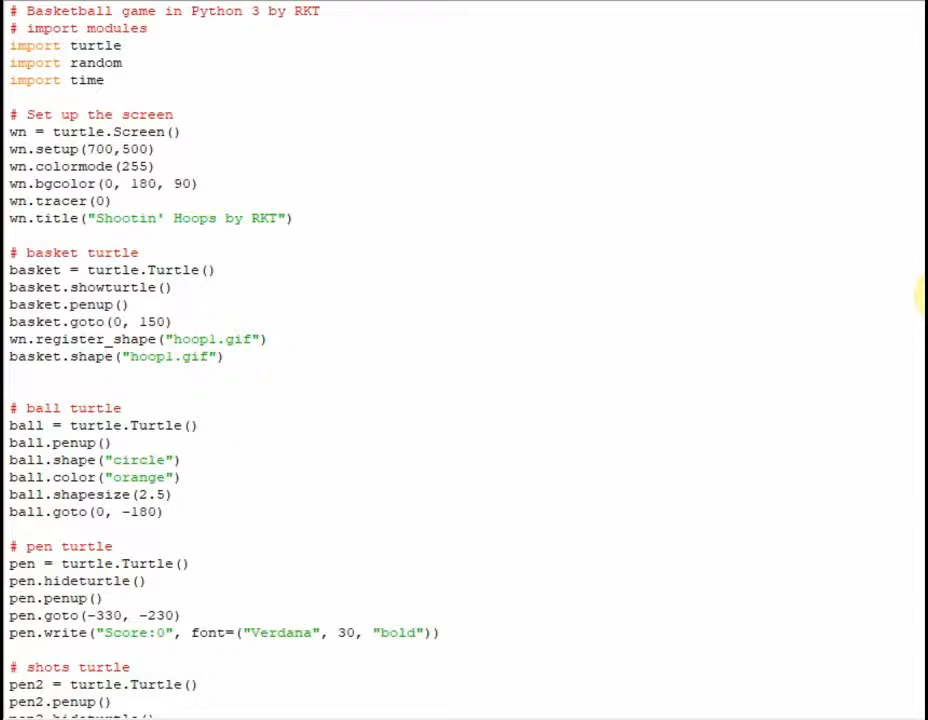 # Basketball game in Python 3 by RKT
# import modules
import turtle
import random
import time
# Set up the screen
wn = turtle.Screen()
wn.setup(700,500)
wn.colormode(255)
wn.bgcolor(0, 180, 90)
wn.tracer(0)
wn.title("Shootin' Hoops by RKT")
# basket turtle
basket = turtle.Turtle()
basket.showturtle()
basket.penup()
basket.goto(0, 150)
wn.register_shape("hoop1.gif")
basket.shape("hoop1.gif")
# ball turtle
ball = turtle.Turtle()
ball.penup()
ball.shape("circle")
ball.color("orange")
ball.shapesize(2.5)
ball.goto(0, -180)
# pen turtle
pen = turtle.Turtle()
pen.hideturtle()
pen.penup()
pen.goto(-330, -230)
pen.write("Score:0", font=("Verdana", 30, "bold"))
# shots turtle
pen2 = turtle.Turtle()
pen2.penup()
pen2.hideturtle()